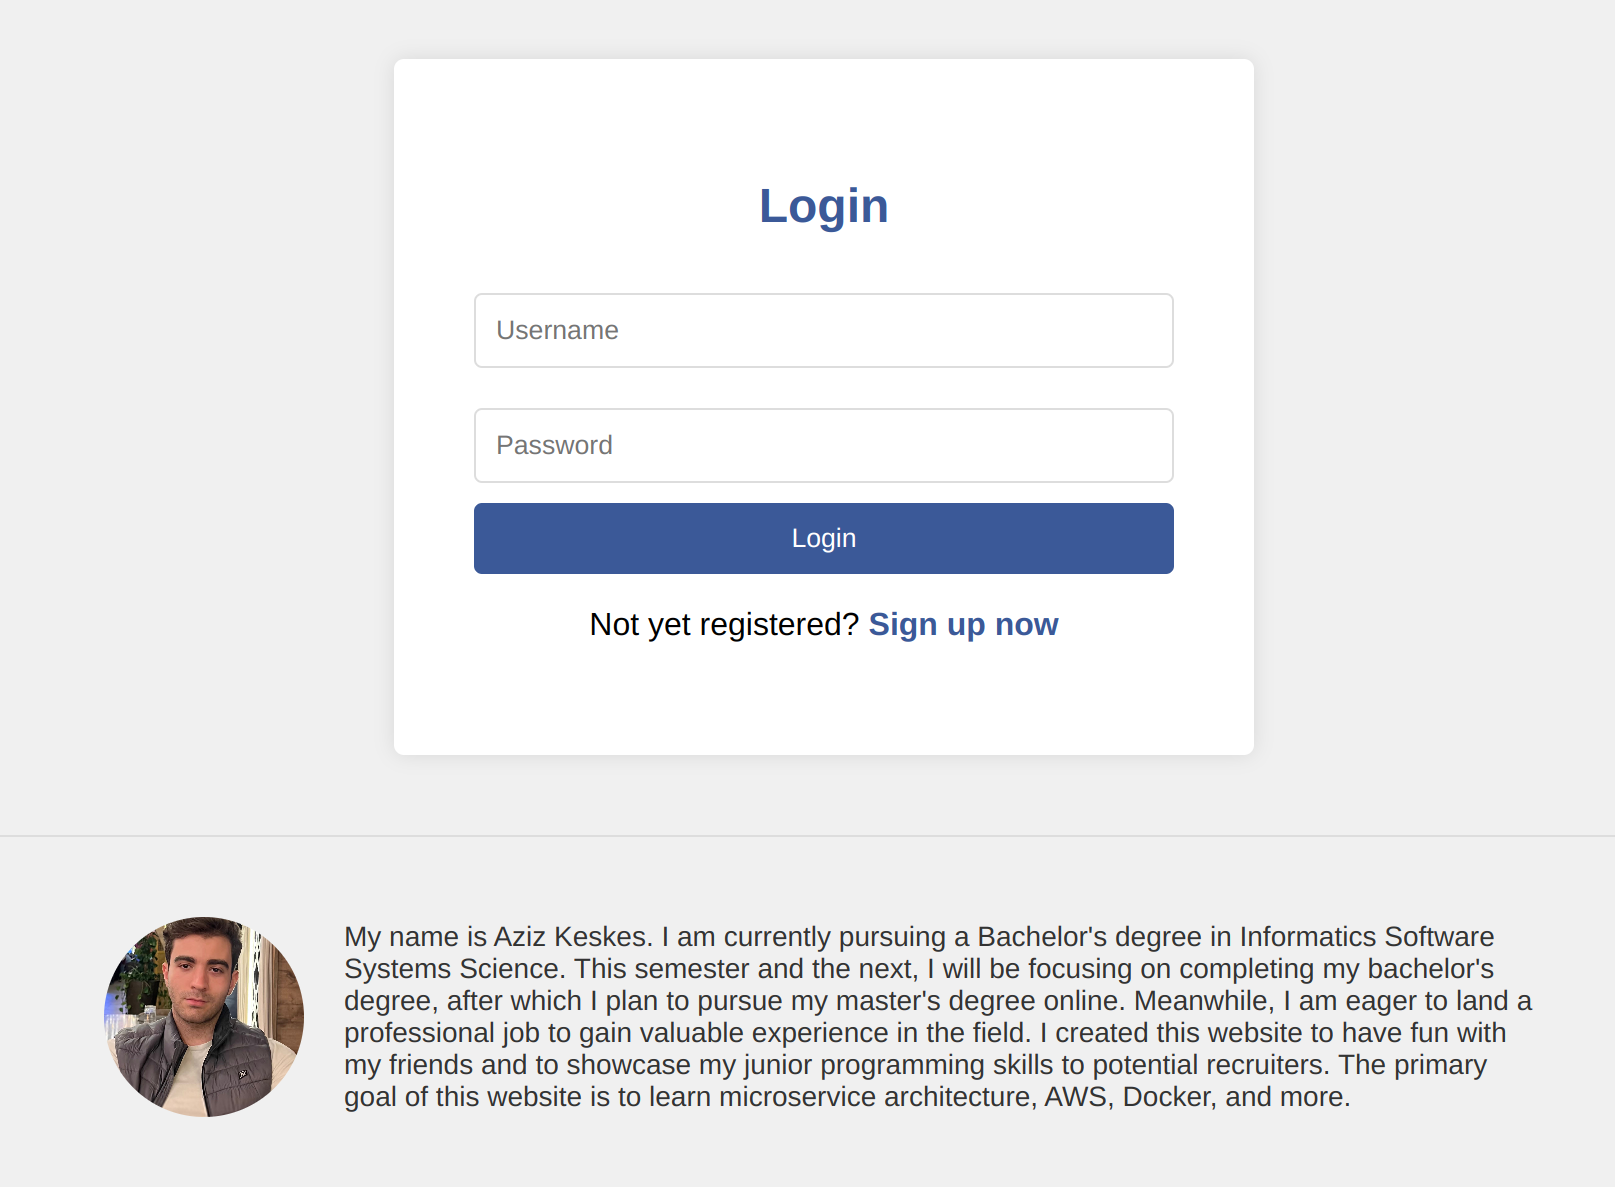 Login
Username
Password
Login
Not yet registered? Sign up now
My name is Aziz Keskes. I am currently pursuing a Bachelor's degree in Informatics Software
Systems Science. This semester and the next, I will be focusing on completing my bachelor's
degree, after which I plan to pursue my master's degree online. Meanwhile, I am eager to land a
professional job to gain valuable experience in the field. I created this website to have fun with
my friends and to showcase my junior programming skills to potential recruiters. The primary
goal of this website is to learn microservice architecture, AWS, Docker, and more.